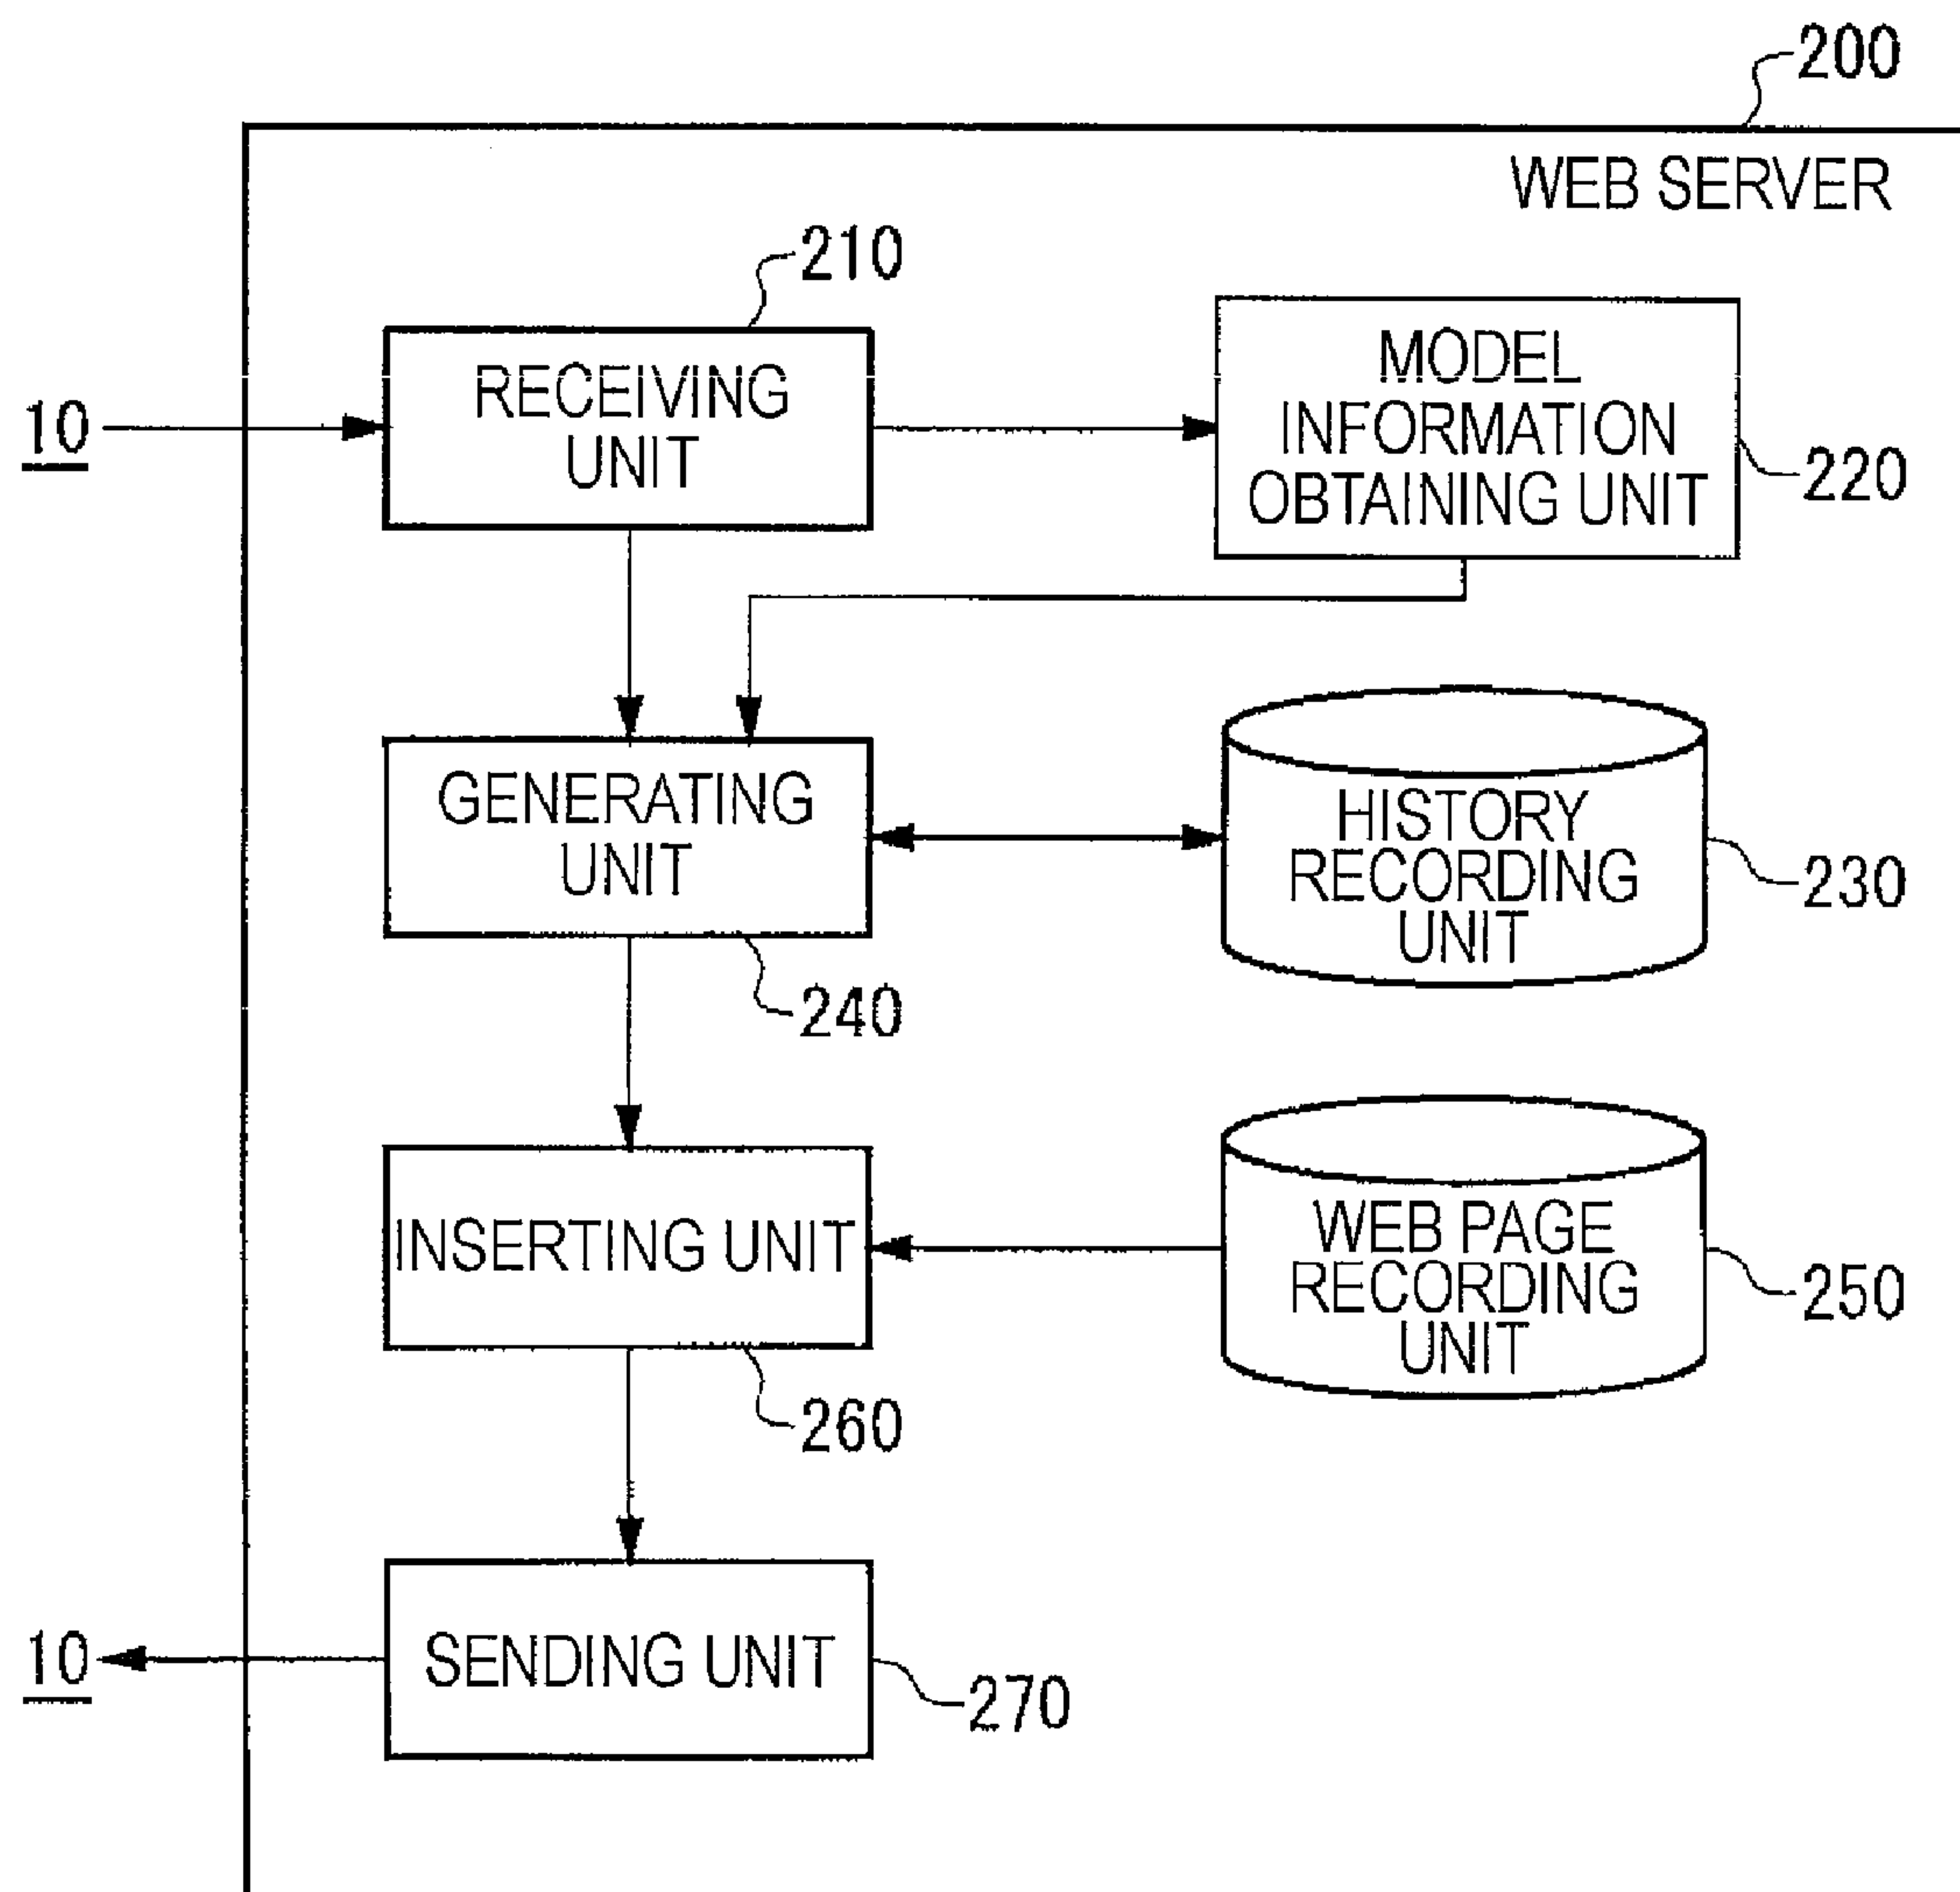 200
WEB SERVER
210
RECEIVING
UNIT
MODEL
INFORMATION
OBTAINING UNIT
10
220
GENERATING
UNIT
HISTORY
RECORDING
UNIT
230
240
INSERTING UNIT
WEB PAGE
RECORDING
UNIT
250
260
10
SENDING UNIT
270